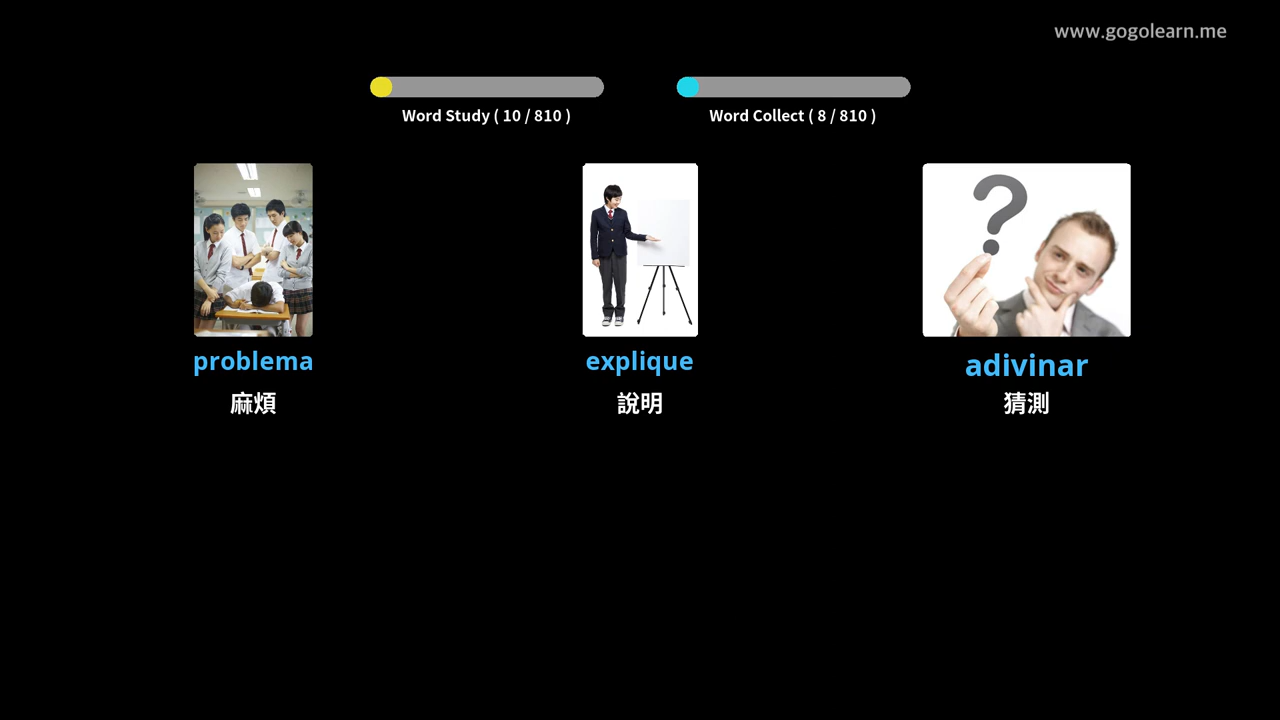 www.gogolearn.me
Word Study ( 10 / 810 )
Word Collect ( 8 / 810 )
problema
麻煩
explique
說明
adivinar
猜測